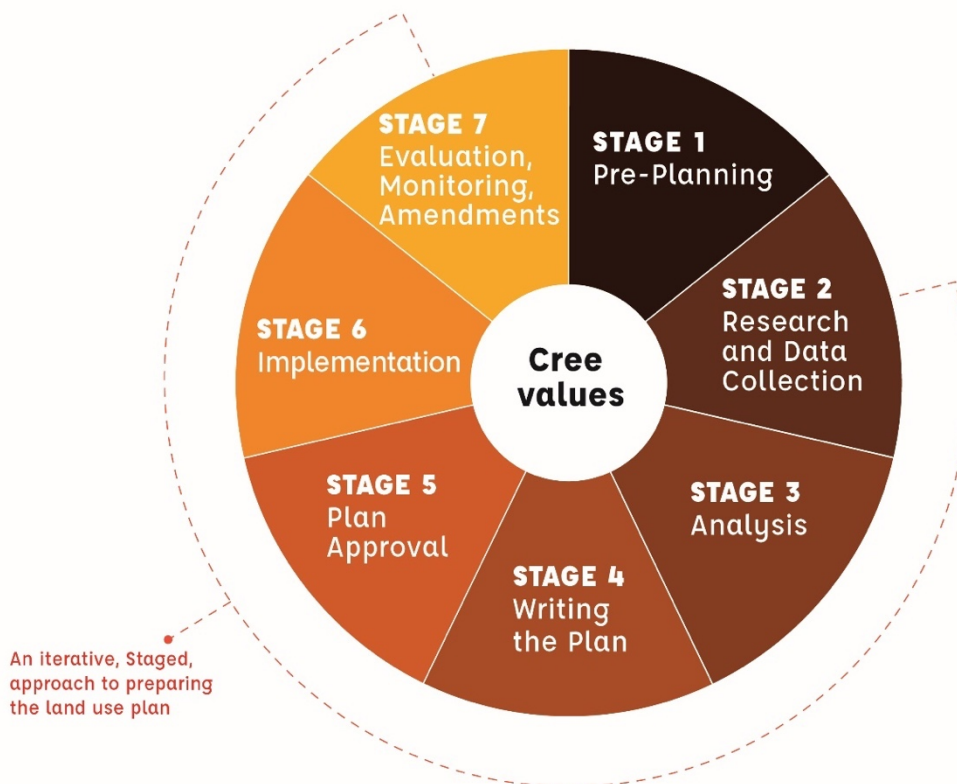 STAGE 1
Pre-Planning
STAGE 2
Research
and Data
Collection
STAGE 3
Analysis
STAGE 4
Writing
the Plan
STAGE 5
Plan
Approval
STAGE 6
Implementation
STAGE 7
Evaluation,
Monitoring,
Amendments
Cree
values
An iterative, Staged,
approach to preparing
the land use plan